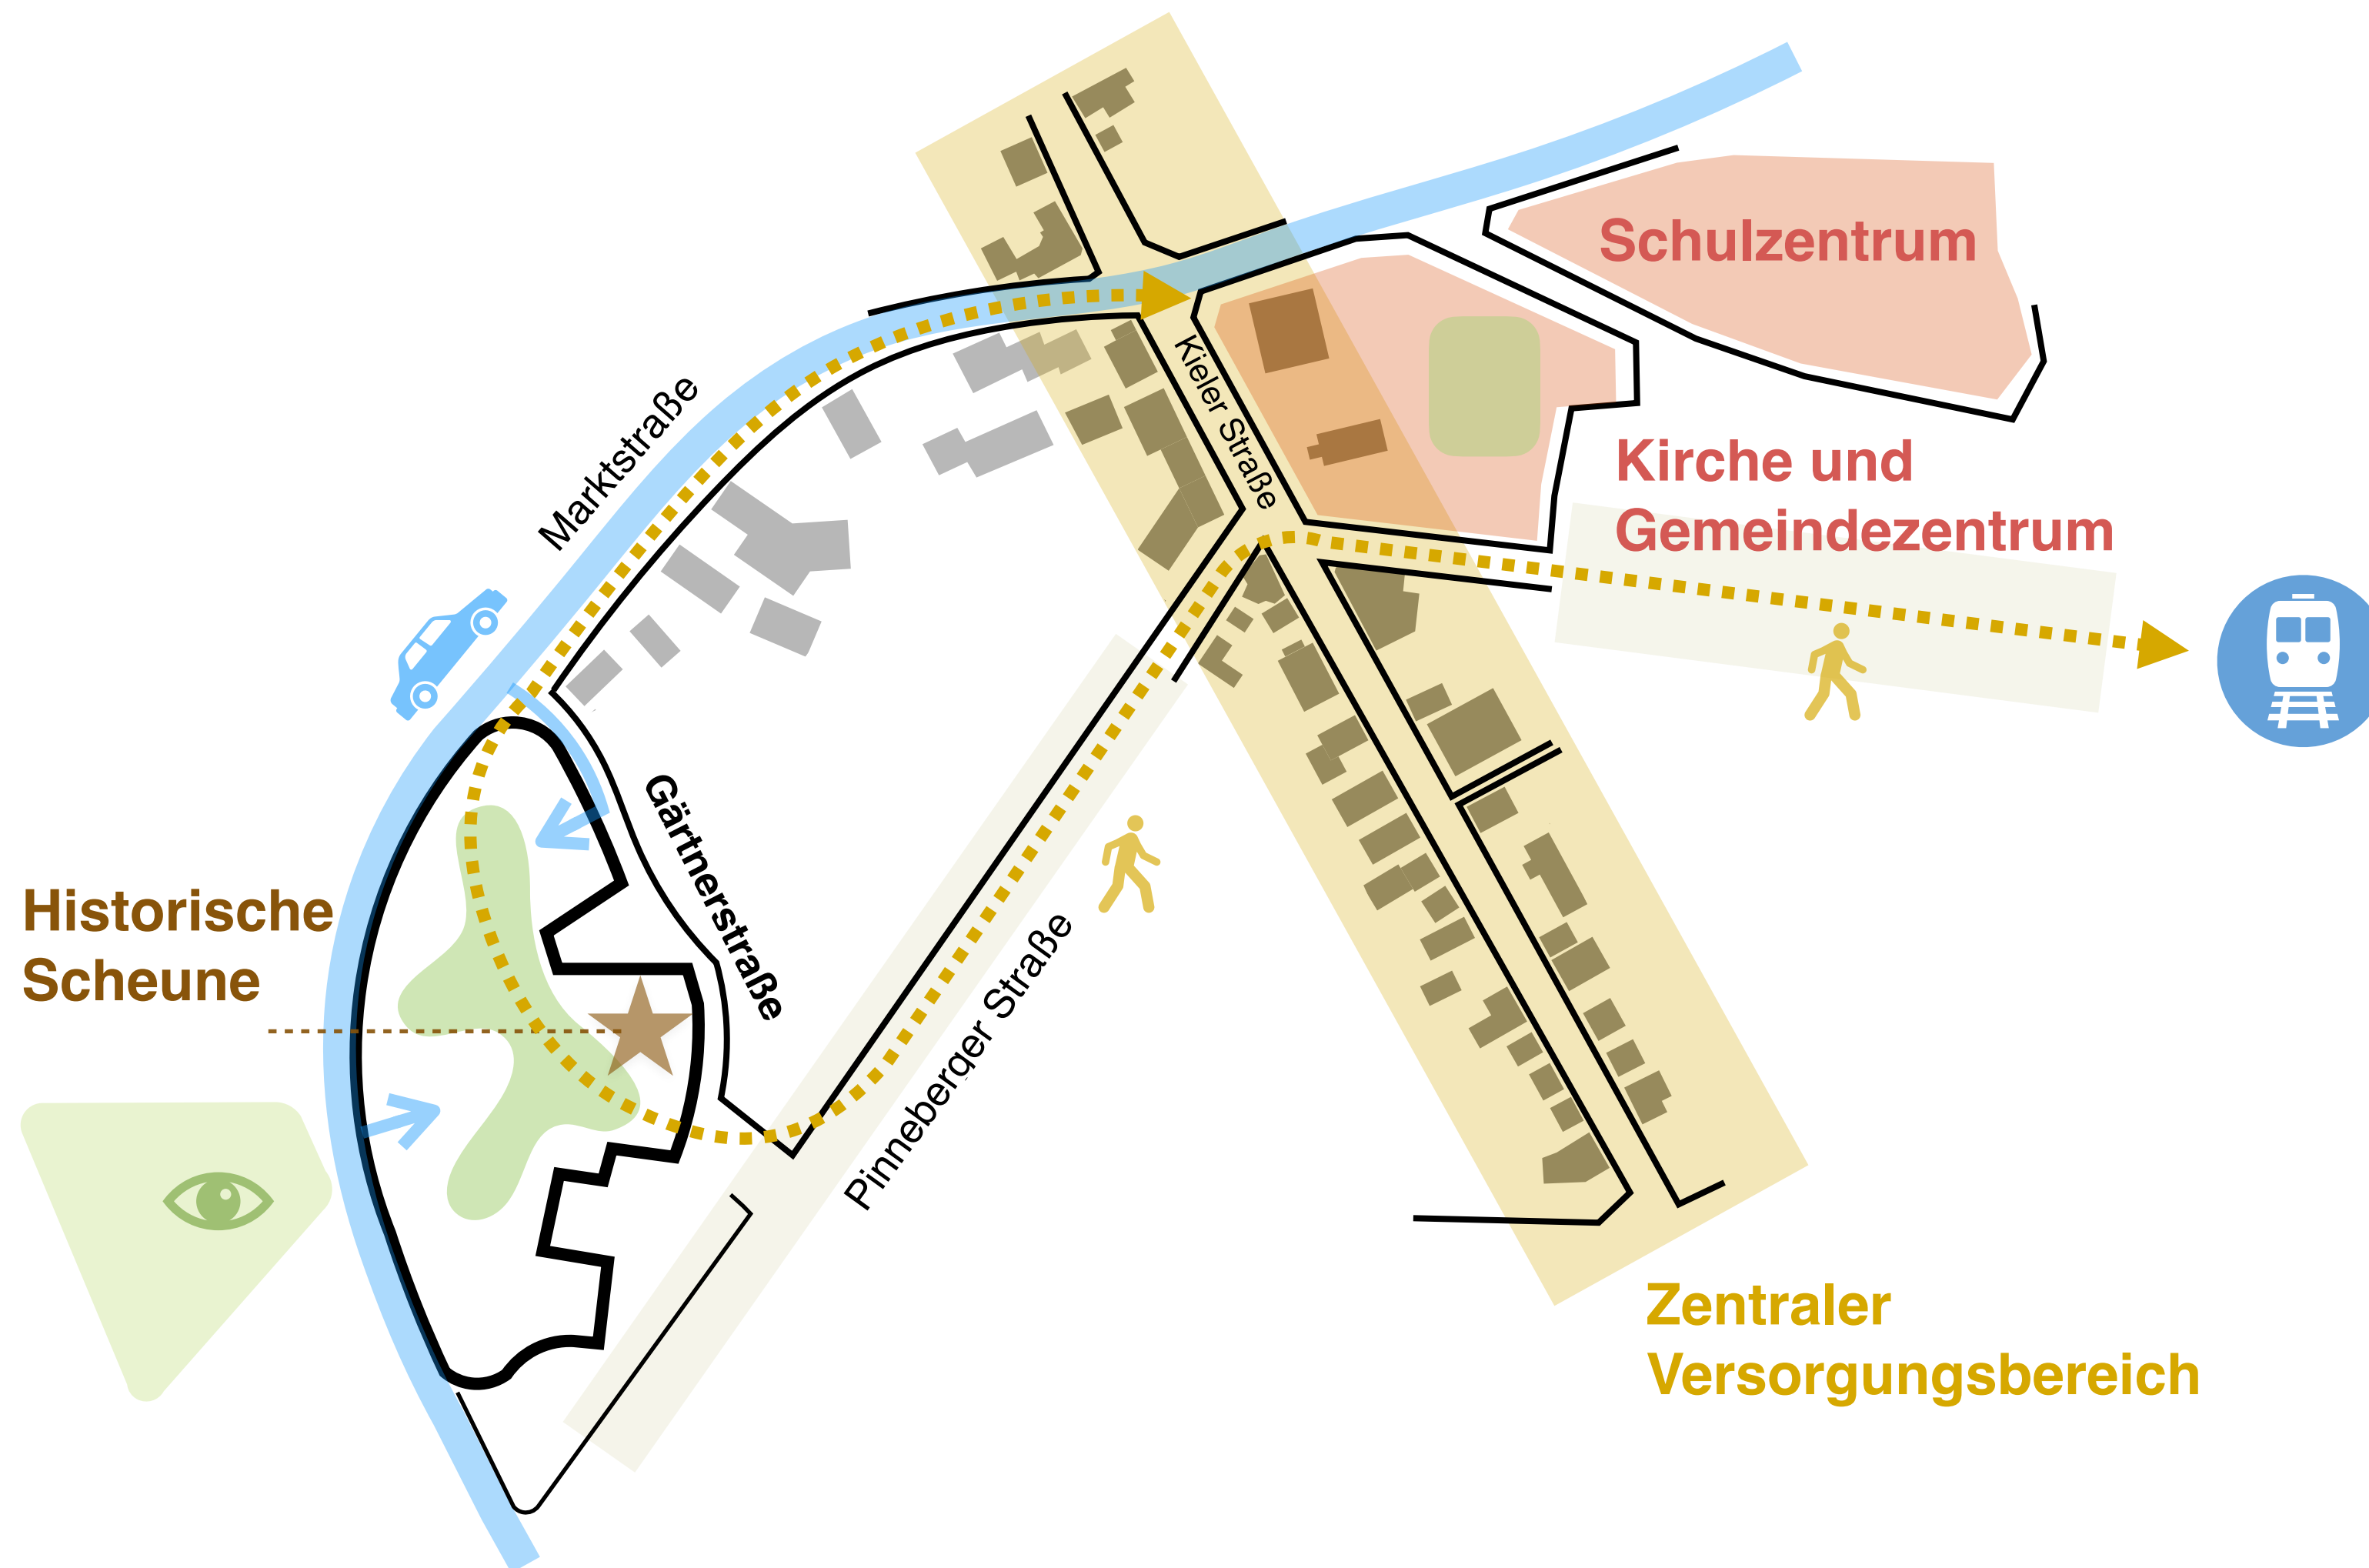 Schulzentrum
Kieler Straße
Marktstraße
Kirche und
Gemeindezentrum
Gärtnerstraße
Historische
Scheune
Pinneberger Straße
Zentraler
Versorgungsbereich